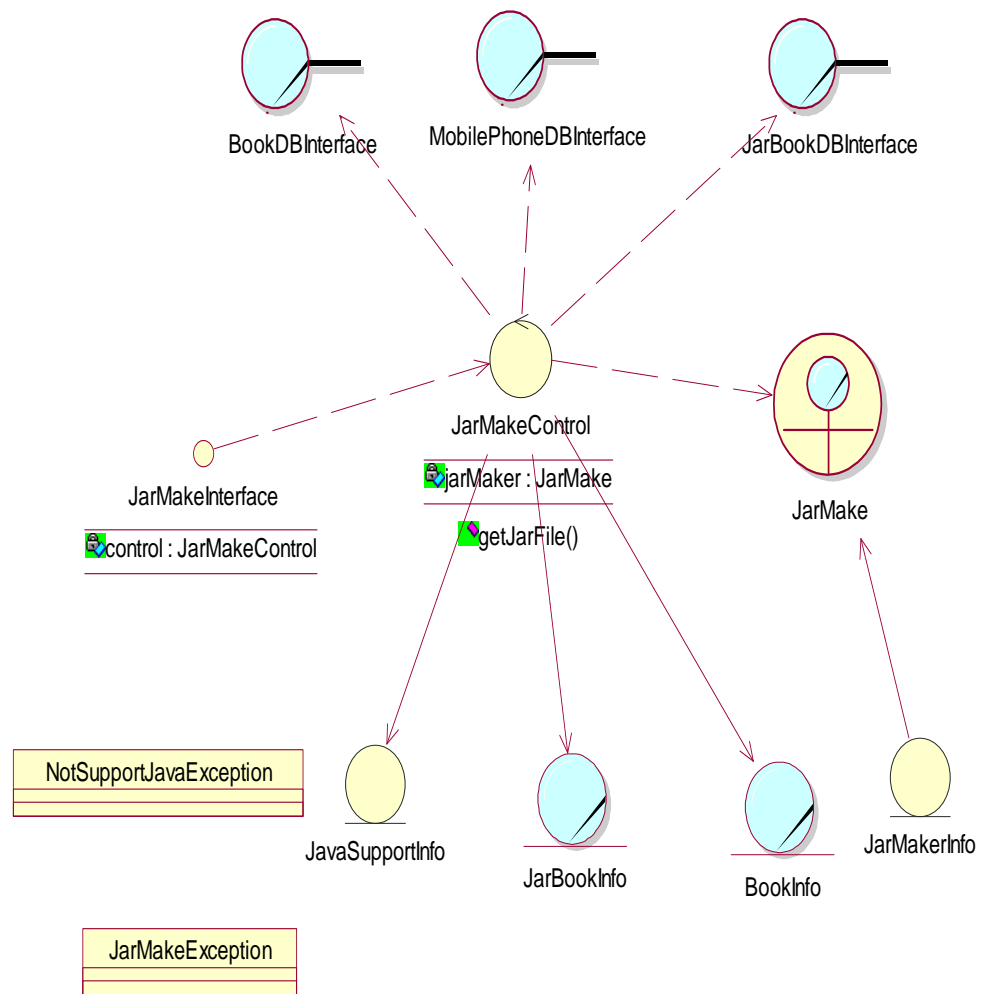 BookDBInterface
MobilePhoneDBInterface
JarBookDBInterface
JarMakeControl
jarMaker : JarMake
getJarFile()
JarMakeInterface
control : JarMakeControl
JarMake
NotSupportJavaException
JavaSupportInfo
JarBookInfo
BookInfo
JarMakerInfo
JarMakeException